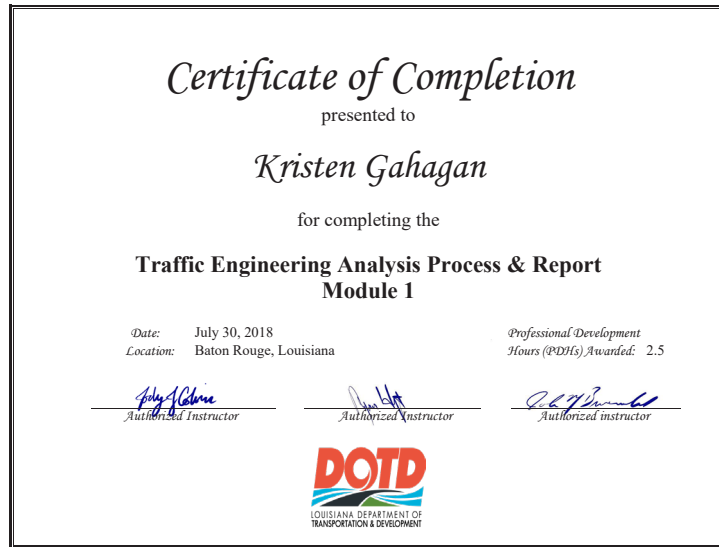 Certificate of Completion
presented to
Kristen Gahagan
for completing the
Traffic Engineering Analysis Process & Report
Module 1
Date: July 30, 2018
Location: Baton Rouge, Louisiana
Professional Development
Hours (PDHs) Awarded: 2.5
Authorized Instructor
Authorized Instructor
Authorized instructor
DOTD
LOUISIANA DEPARTMENT OF
TRANSPORTATION & DEVELOPMENT